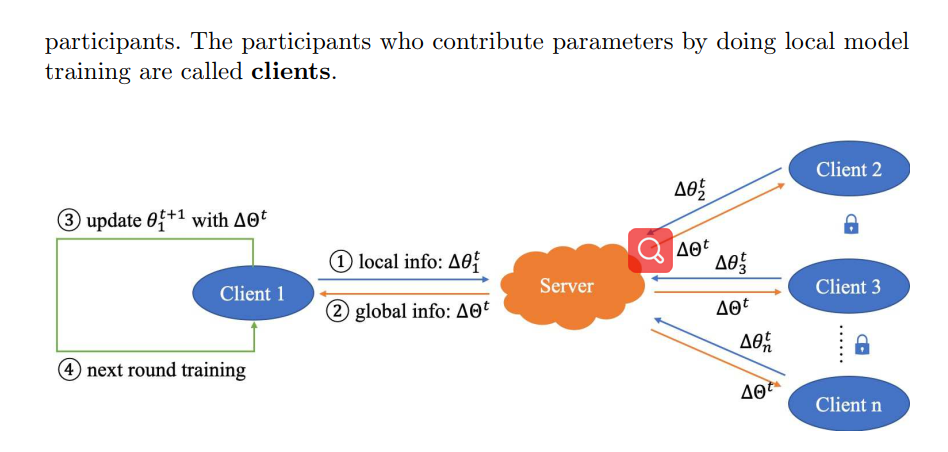 participants. The participants who contribute parameters by doing local model
training are called clients.
Client 2
Δθ₂ᵗ
③ update θ₁ᵗ⁺¹ with ΔΘᵗ
ΔΘᵗ
① local info: Δθ₁ᵗ
Δθ₃ᵗ
Client 1
Server
Client 3
② global info: ΔΘᵗ
ΔΘᵗ
Δθₙᵗ
④ next round training
ΔΘᵗ
Client n